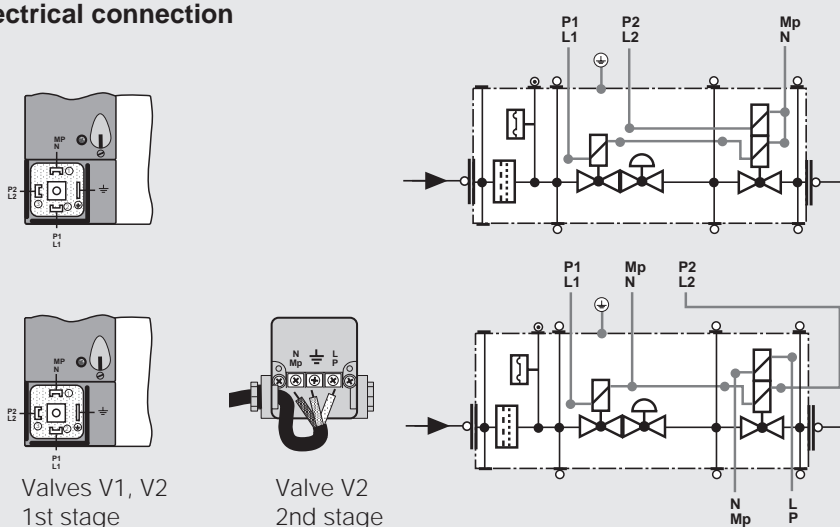 ectrical connection
P1 P2 Mp
L1 L2 N
MP
N
P2
L2
P1
L1
P1 Mp P2
L1 N L2
MP
N
P2
L2
P1
L1
N L
Mp P
Valves V1, V2
1st stage
Valve V2
2nd stage
N L
Mp P